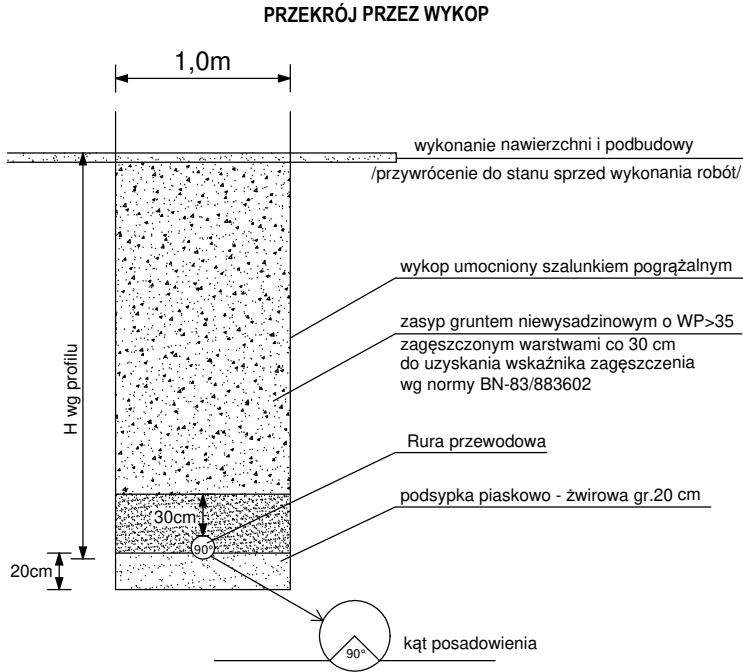 PRZEKRÓJ PRZEZ WYKOP
1,0m
wykonanie nawierzchni i podbudowy
/przywrócenie do stanu sprzed wykonania robót/
wykop umocniony szalunkiem pogrążalnym
zasyp gruntem niewysadzinowym o WP>35
zagęszczonym warstwami co 30 cm
do uzyskania wskaźnika zagęszczenia
wg normy BN-83/883602
H wg profilu
Rura przewodowa
podsypka piaskowo - żwirowa gr.20 cm
30cm
90°
20cm
kąt posadowienia
90°